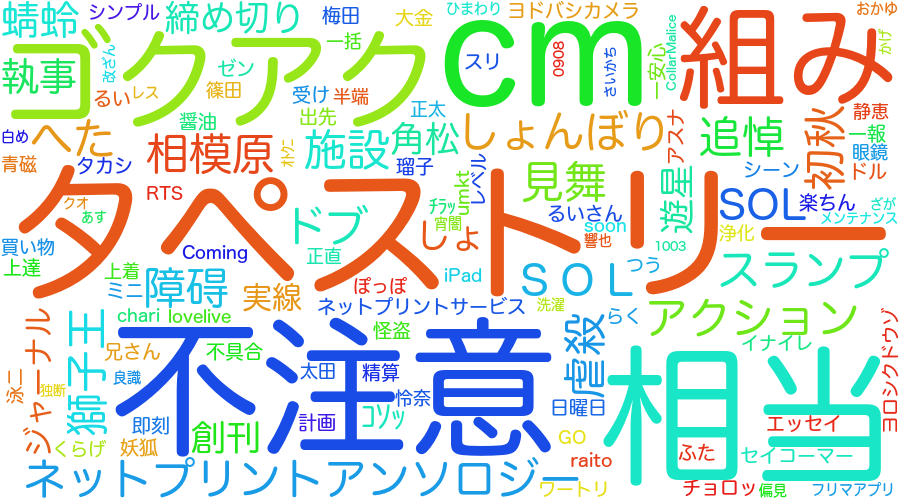 蜻蛉
シンプル
締め切り
梅田
大金
ひまわり
ヨドバシカメラ
おかゆ
ゴクアク
cm
組み
改ざん
一括
スリ
0908
さいかち
一安心
CollarMalice
かげ
執事
るい
レス
ゼン
篠田
受け
半端
正太
静恵
白め
へた
醤油
出先
しょんぼり
追悼
アスナ
初秋
一報
眼鏡
青磁
タカシ
相模原
施設
角松
瑠子
レベル
見舞
シーン
ドル
タペストリー
クオ
RTS
ﾁﾗｯ
umkt
遊星
SOL
楽ちん
ざが
メンテナンス
あす
ドブ
宵闇
しょ
るいさん
soon
浄化
買い物
Coming
正直
響也
1003
上達
上着
ミニ
障碍
実線
ぽっぽ
iPad
SOL
つう
スランプ
chari
lovelive
ネットプリントサービス
洗濯
らく
アクション
ジャーナル
獅子王
不注意
兄さん
不具合
怪盗
虐殺
イナイレ
相当
ヨロシクドウゾ
泳二
独断
良識
太田
精算
怜奈
日曜日
エッセイ
くらげ
妖狐
即刻
創刊
計画
ｺｿｯ
GO
ふた
セイコーマー
ネットプリントアンソロジー
raito
ワートリ
チョロッ
偏見
フリマアプリ